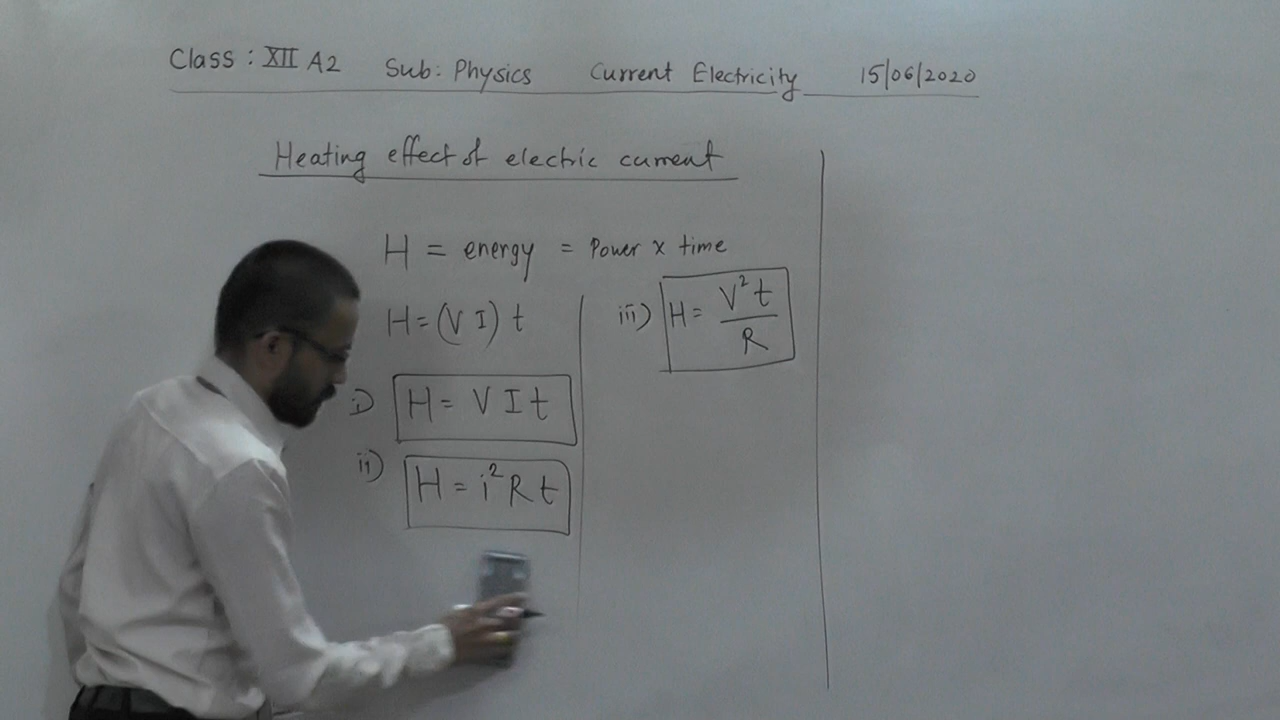 Class : XII A2 Sub: Physics Current Electricity 15/06/2020
Heating effect of electric current
H = energy = Power x time
H = (V I) t
i) H = V I t
ii) H = i²R t
iii) H = V²t / R